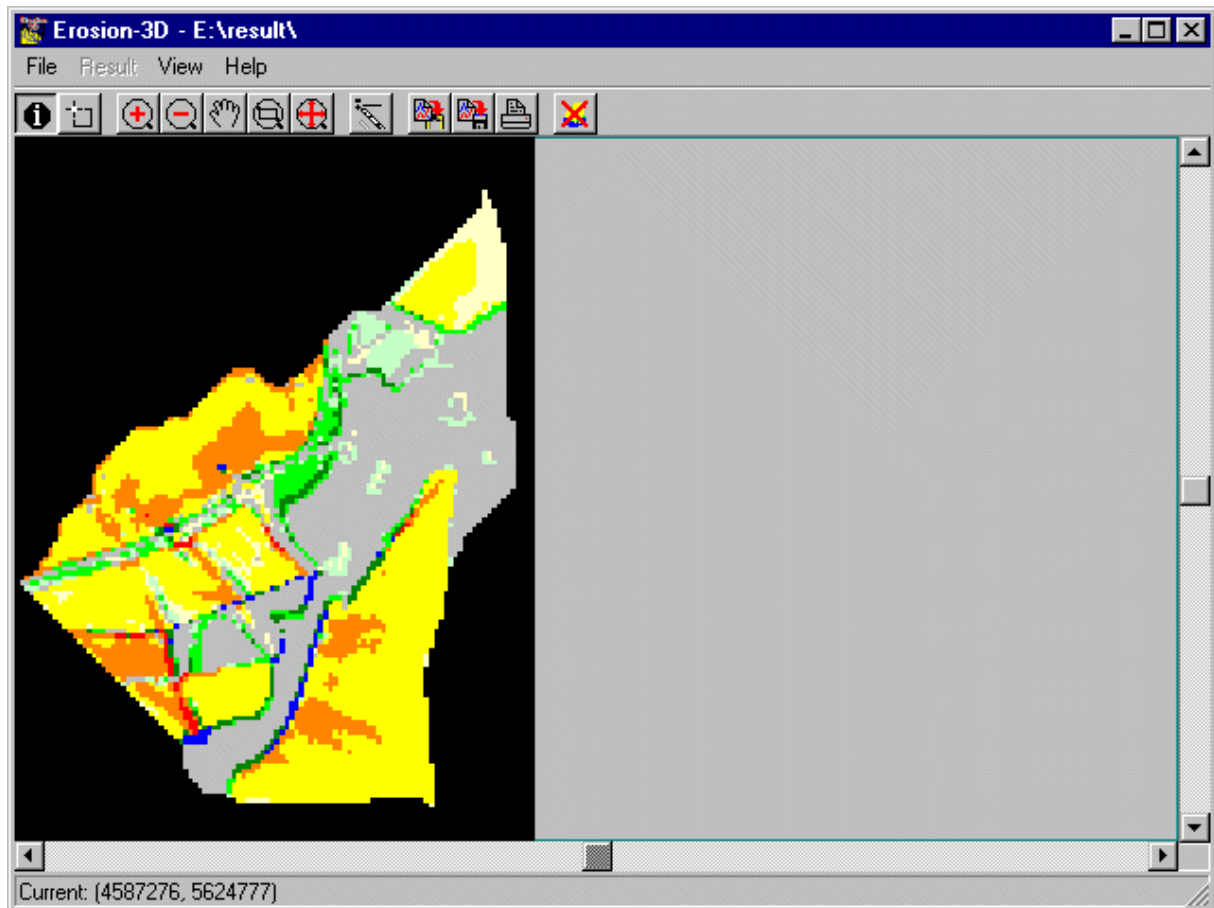 Erosion-3D - E:\result\
File Result View Help
Current: (4587276, 5624777)